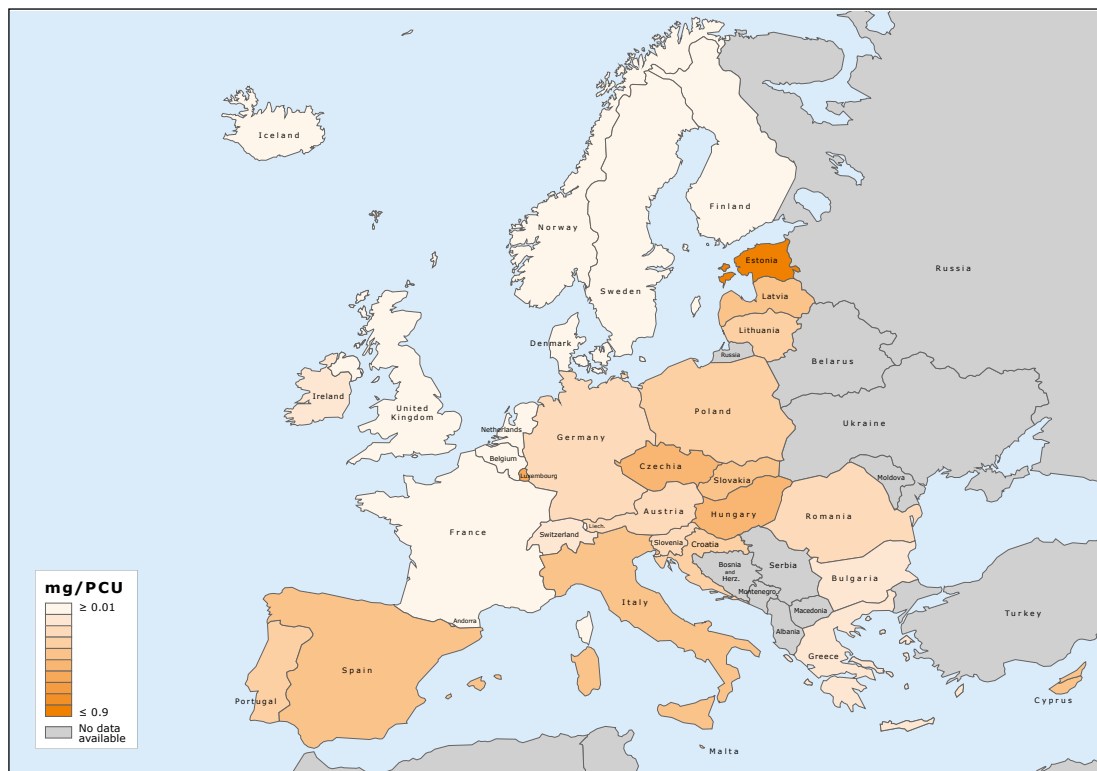 Iceland
Finland
Norway
Sweden
Russia
Estonia
Latvia
Lithuania
Russia
Denmark
Belarus
Ireland
United
Kingdom
Netherlands
Poland
Ukraine
Germany
Belgium
Luxembourg
Czechia
Slovakia
Moldova
France
Switzerland
Liech.
Austria
Hungary
Romania
Slovenia
Croatia
Bosnia
and
Herz.
Serbia
Bulgaria
Montenegro
Macedonia
Italy
Andorra
Albania
Turkey
Greece
Spain
Portugal
Cyprus
Malta
mg/PCU
≥ 0.01
≤ 0.9
No data
available